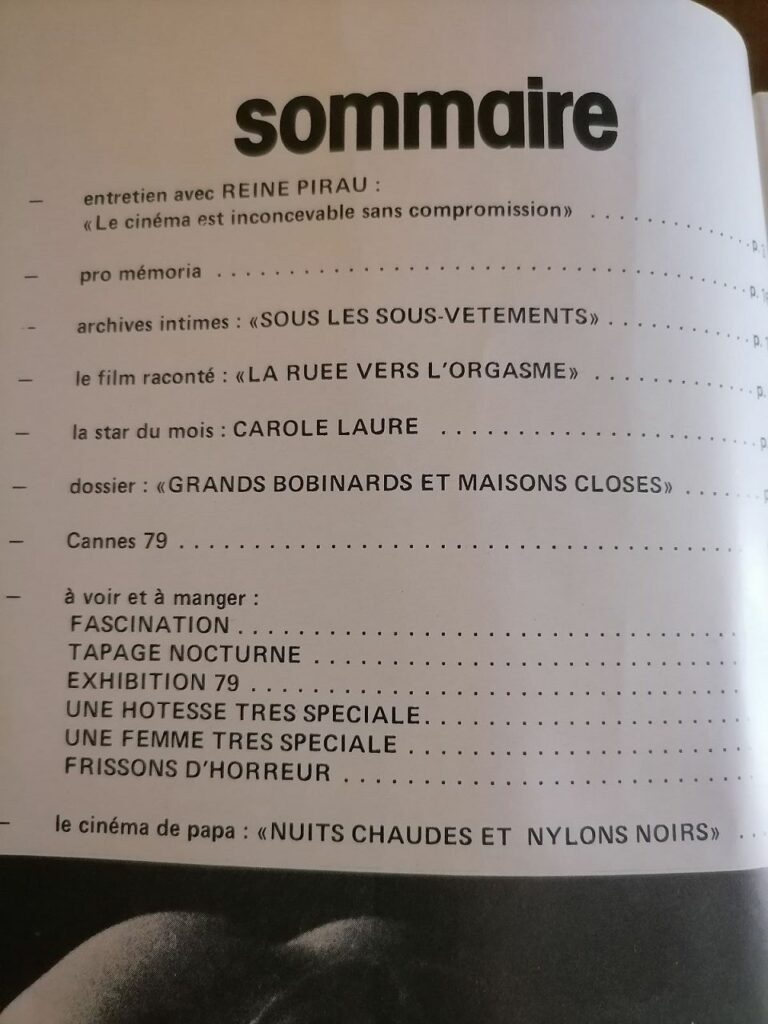 sommaire
— entretien avec REINE PIRAU :
«Le cinéma est inconcevable sans compromission» . . . . . . . . . . . . . p.
— pro mémoria . . . . . . . . . . . . . . . . . . . . . . . . . . . . . . . . . . . . p. 1
— archives intimes : «SOUS LES SOUS-VETEMENTS» . . . . . . . . . . . p.
— le film raconté : «LA RUEE VERS L'ORGASME» . . . . . . . . . . . . p.
— la star du mois : CAROLE LAURE . . . . . . . . . . . . . . . . . . . . . p
— dossier : «GRANDS BOBINARDS ET MAISONS CLOSES» . . . . . . p
— Cannes 79 . . . . . . . . . . . . . . . . . . . . . . . . . . . . . . . . . . .
— à voir et à manger :
FASCINATION . . . . . . . . . . . . . . . . . . . . . . . . . . . . . .
TAPAGE NOCTURNE . . . . . . . . . . . . . . . . . . . . . . . . .
EXHIBITION 79 . . . . . . . . . . . . . . . . . . . . . . . . . . . . .
UNE HOTESSE TRES SPECIALE. . . . . . . . . . . . . . . . . . .
UNE FEMME TRES SPECIALE . . . . . . . . . . . . . . . . . . . .
FRISSONS D'HORREUR . . . . . . . . . . . . . . . . . . . . . . . .
— le cinéma de papa : «NUITS CHAUDES ET NYLONS NOIRS» . . .